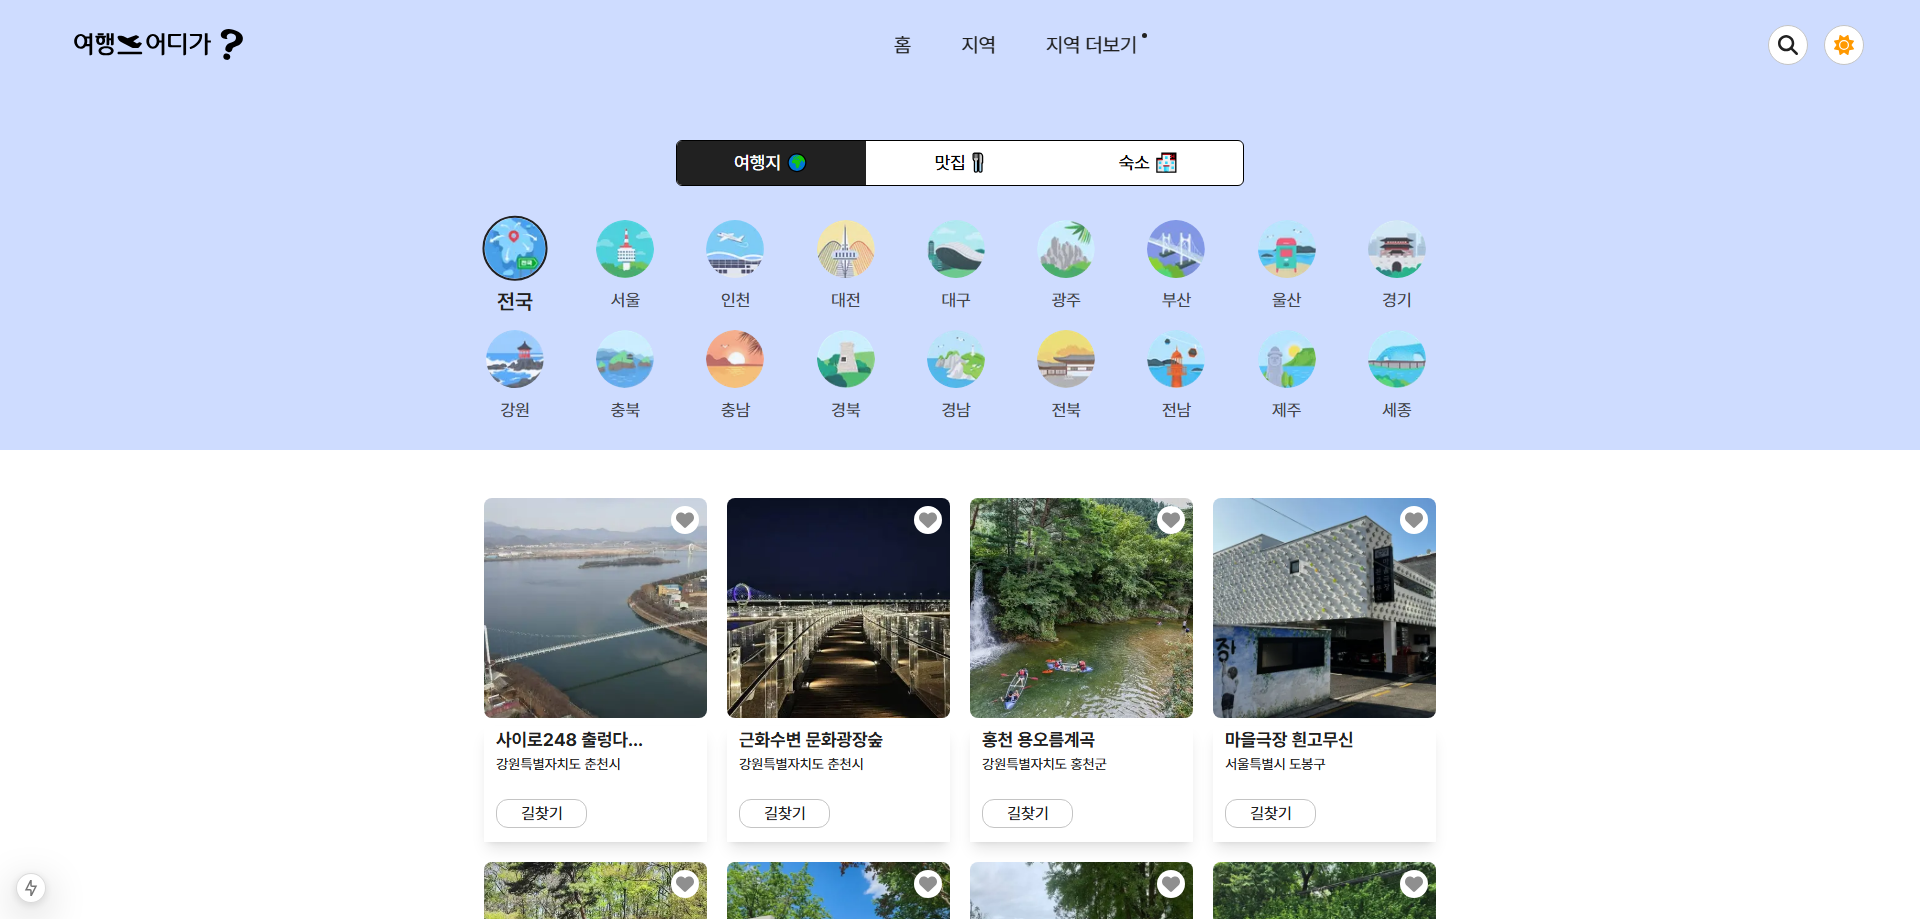 여행 어디가 ?
홈
지역
지역 더보기
여행지
맛집
숙소
전국
전국
서울
인천
대전
대구
광주
부산
울산
경기
강원
충북
충남
경북
경남
전북
전남
제주
세종
사이로248 출렁다...
강원특별자치도 춘천시
길찾기
근화수변 문화광장숲
강원특별자치도 춘천시
길찾기
홍천 용오름계곡
강원특별자치도 홍천군
길찾기
마을극장 흰고무신
서울특별시 도봉구
길찾기